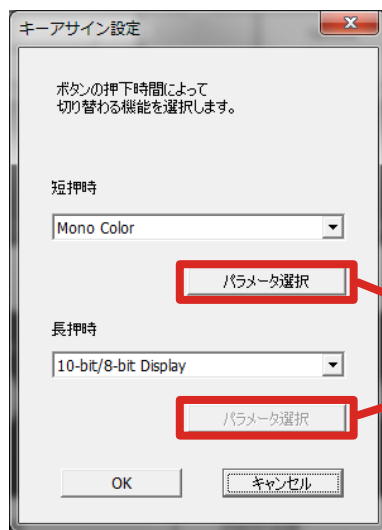 キーアサイン設定
ボタンの押下時間によって
切り替わる機能を選択します。
短押時
Mono Color
パラメータ選択
長押時
10-bit/8-bit Display
パラメータ選択
OK
キャンセル